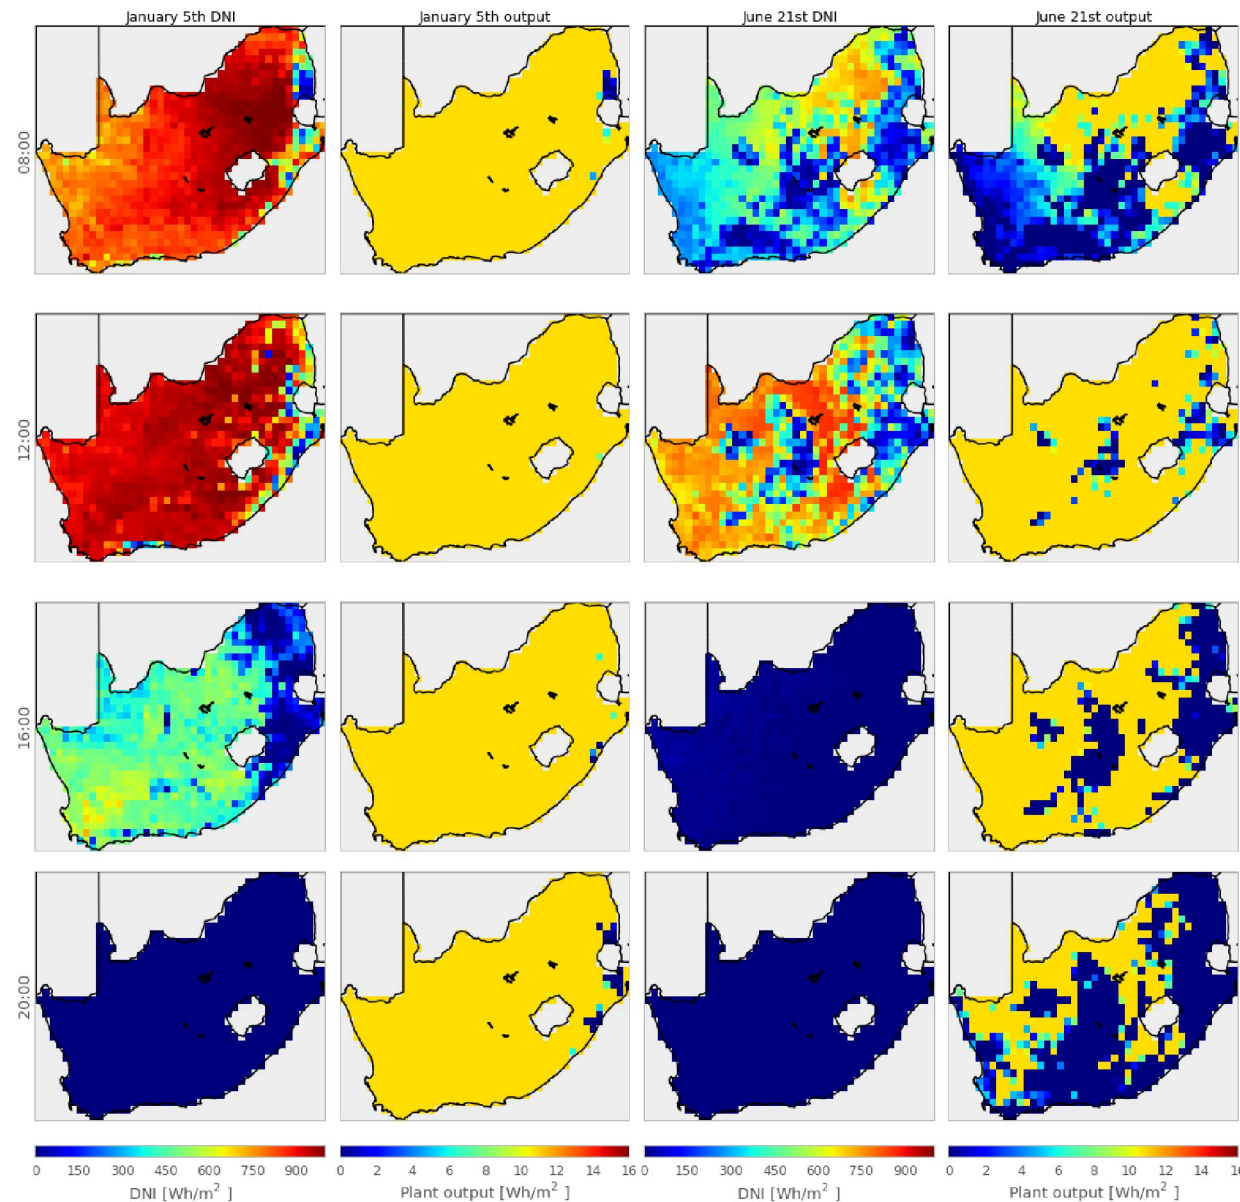 January 5th DNI January 5th output June 21st DNI June 21st output
08:00
12:00
16:00
20:00
0 150 300 450 600 750 900 0 2 4 6 8 10 12 14 16 0 150 300 450 600 750 900 0 2 4 6 8 10 12 14 16
DNI [Wh/m² ] Plant output [Wh/m² ] DNI [Wh/m² ] Plant output [Wh/m² ]